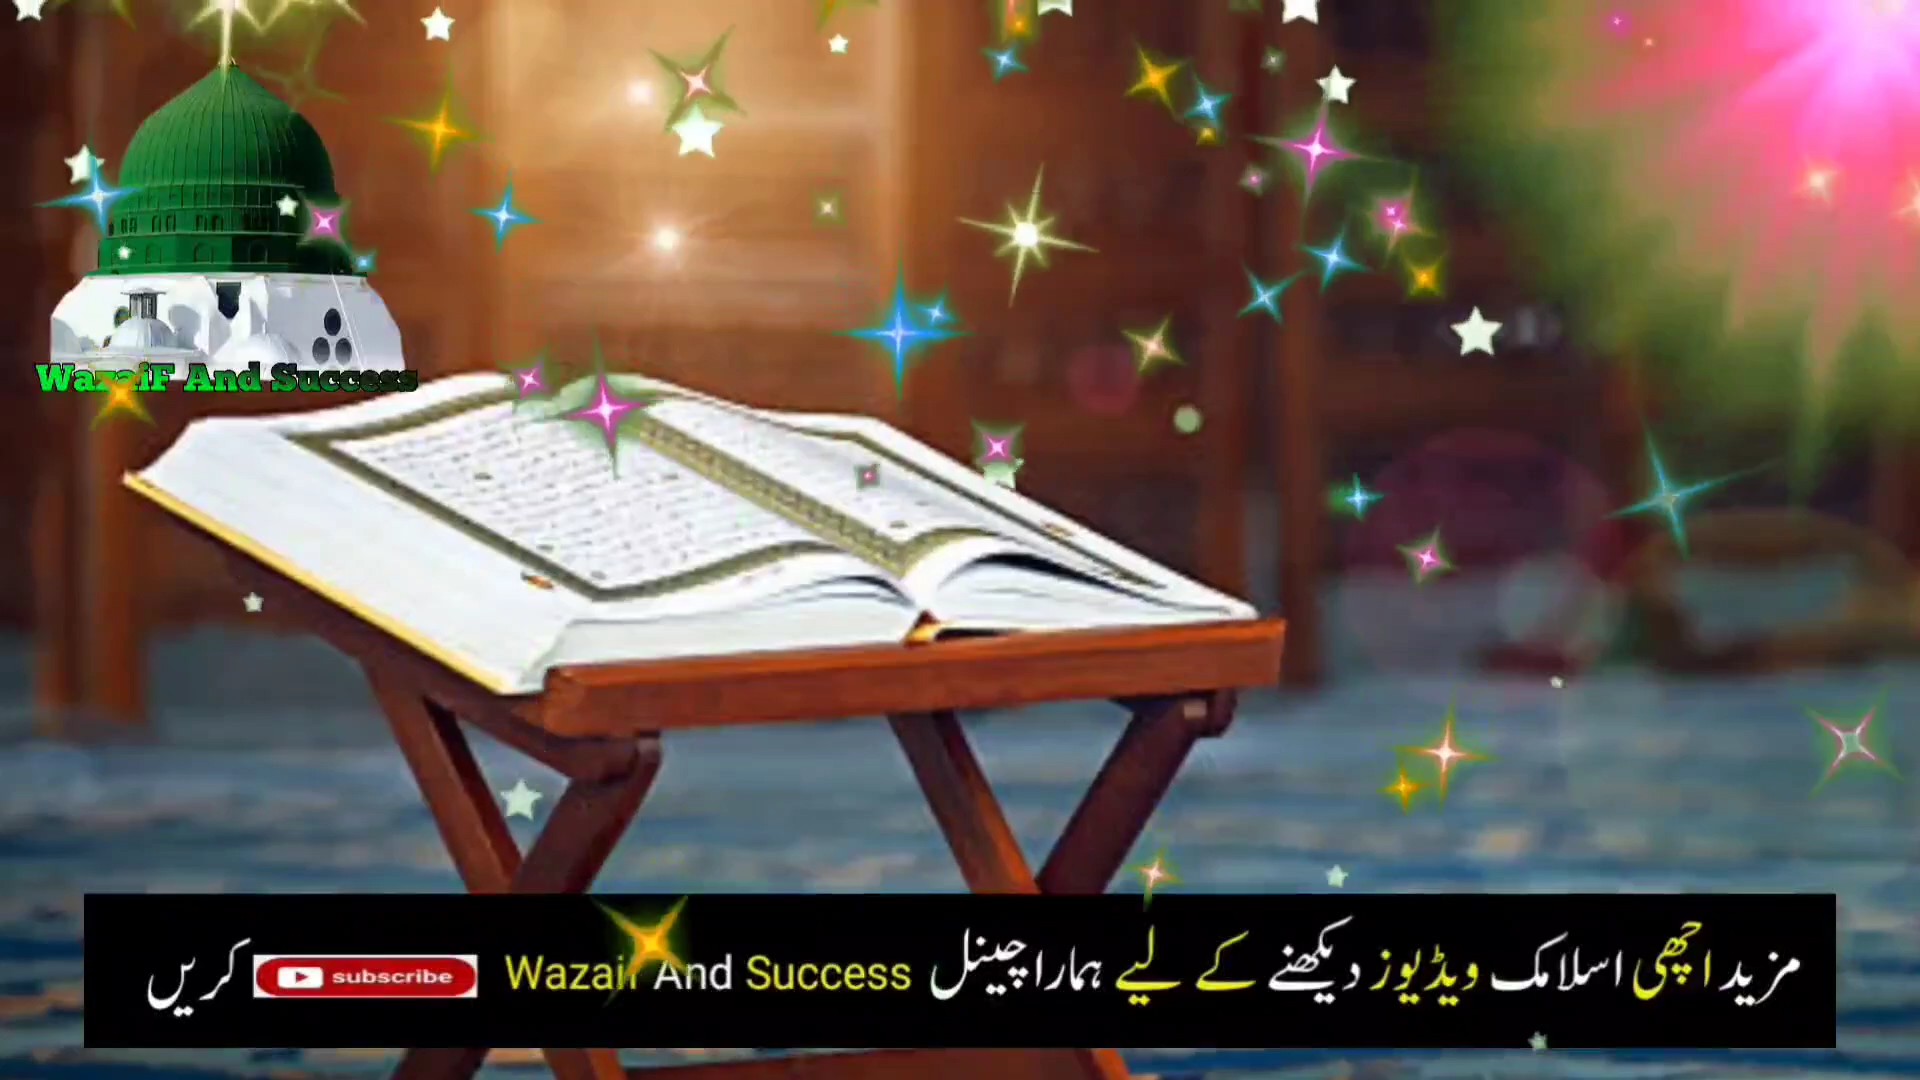 WazaiF And Success
مزید اچھی اسلامک ویڈیوز دیکھنے کے لیے ہمارا چینل Wazaif And Success subscribe کریں